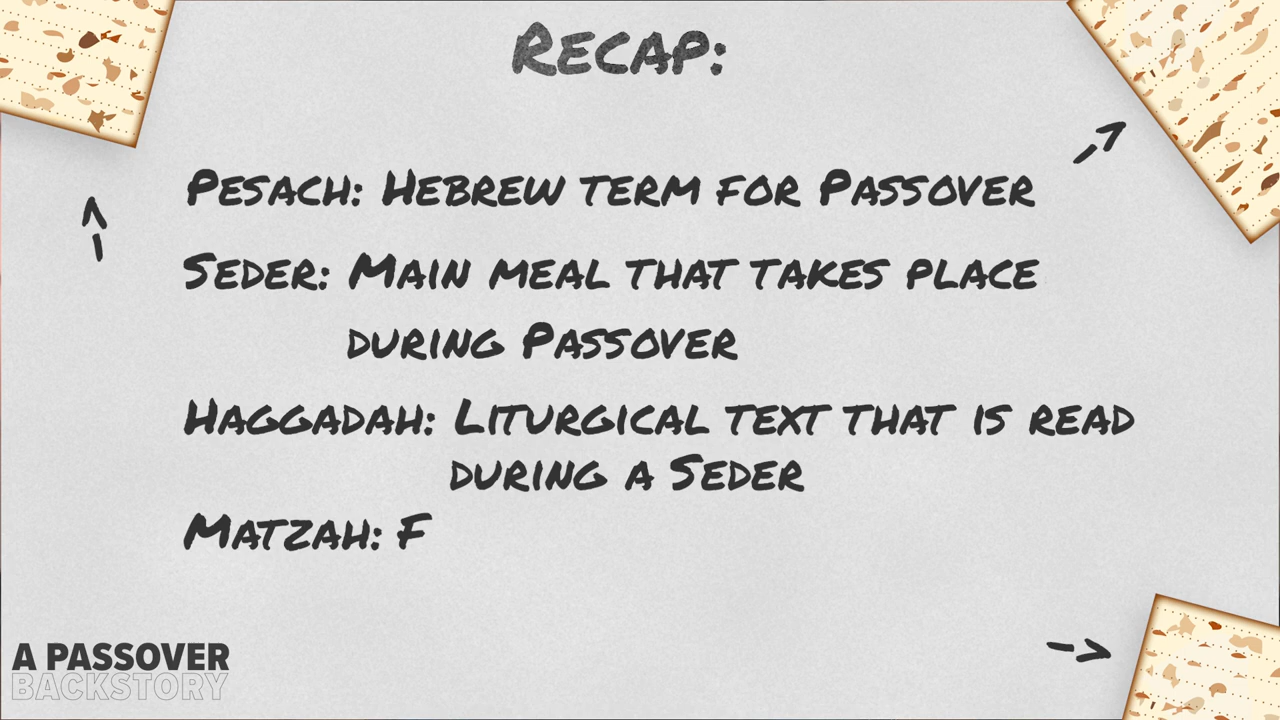 Recap:
Pesach: Hebrew term for Passover
Seder: Main meal that takes place
during Passover
Haggadah: Liturgical text that is read
during a Seder
Matzah: F
A PASSOVER
BACKSTORY